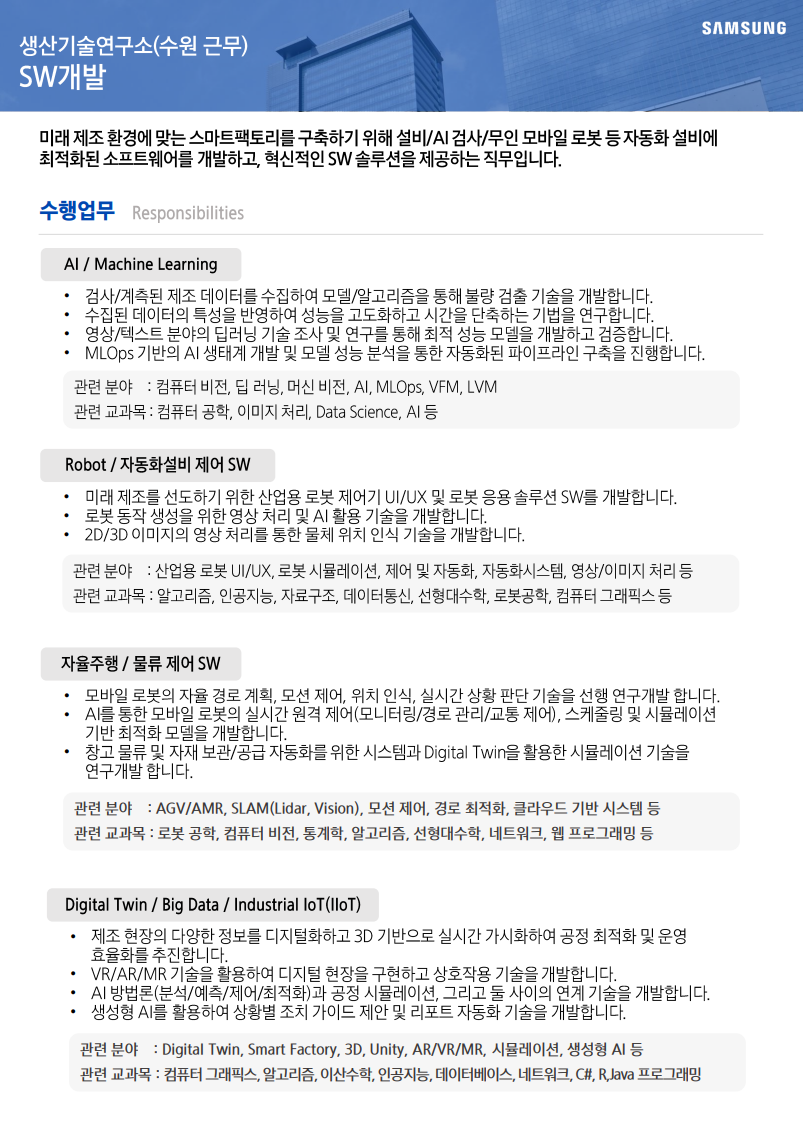 생산기술연구소(수원 근무)
SAMSUNG
SW개발
미래 제조 환경에 맞는 스마트팩토리를 구축하기 위해 설비/AI 검사/무인 모바일 로봇 등 자동화 설비에
최적화된 소프트웨어를 개발하고, 혁신적인 SW 솔루션을 제공하는 직무입니다.
수행업무 Responsibilities
AI / Machine Learning
• 검사/계측된 제조 데이터를 수집하여 모델/알고리즘을 통해 불량 검출 기술을 개발합니다.
• 수집된 데이터의 특성을 반영하여 성능을 고도화하고 시간을 단축하는 기법을 연구합니다.
• 영상/텍스트 분야의 딥러닝 기술 조사 및 연구를 통해 최적 성능 모델을 개발하고 검증합니다.
• MLOps 기반의 AI 생태계 개발 및 모델 성능 분석을 통한 자동화된 파이프라인 구축을 진행합니다.
관련 분야 : 컴퓨터 비전, 딥 러닝, 머신 비전, AI, MLOps, VFM, LVM
관련 교과목 : 컴퓨터 공학, 이미지 처리, Data Science, AI 등
Robot / 자동화설비 제어 SW
• 미래 제조를 선도하기 위한 산업용 로봇 제어기 UI/UX 및 로봇 응용 솔루션 SW를 개발합니다.
• 로봇 동작 생성을 위한 영상 처리 및 AI 활용 기술을 개발합니다.
• 2D/3D 이미지의 영상 처리를 통한 물체 위치 인식 기술을 개발합니다.
관련 분야 : 산업용 로봇 UI/UX, 로봇 시뮬레이션, 제어 및 자동화, 자동화시스템, 영상/이미지 처리 등
관련 교과목 : 알고리즘, 인공지능, 자료구조, 데이터통신, 선형대수학, 로봇공학, 컴퓨터 그래픽스 등
자율주행 / 물류 제어 SW
• 모바일 로봇의 자율 경로 계획, 모션 제어, 위치 인식, 실시간 상황 판단 기술을 선행 연구개발 합니다.
• AI를 통한 모바일 로봇의 실시간 원격 제어(모니터링/경로 관리/교통 제어), 스케줄링 및 시뮬레이션
기반 최적화 모델을 개발합니다.
• 창고 물류 및 자재 보관/공급 자동화를 위한 시스템과 Digital Twin을 활용한 시뮬레이션 기술을
연구개발 합니다.
관련 분야 : AGV/AMR, SLAM(Lidar, Vision), 모션 제어, 경로 최적화, 클라우드 기반 시스템 등
관련 교과목 : 로봇 공학, 컴퓨터 비전, 통계학, 알고리즘, 선형대수학, 네트워크, 웹 프로그래밍 등
Digital Twin / Big Data / Industrial IoT(IIoT)
• 제조 현장의 다양한 정보를 디지털화하고 3D 기반으로 실시간 가시화하여 공정 최적화 및 운영
효율화를 추진합니다.
• VR/AR/MR 기술을 활용하여 디지털 현장을 구현하고 상호작용 기술을 개발합니다.
• AI 방법론(분석/예측/제어/최적화)과 공정 시뮬레이션, 그리고 둘 사이의 연계 기술을 개발합니다.
• 생성형 AI를 활용하여 상황별 조치 가이드 제안 및 리포트 자동화 기술을 개발합니다.
관련 분야 : Digital Twin, Smart Factory, 3D, Unity, AR/VR/MR, 시뮬레이션, 생성형 AI 등
관련 교과목 : 컴퓨터 그래픽스, 알고리즘, 이산수학, 인공지능, 데이터베이스, 네트워크, C#, R,Java 프로그래밍